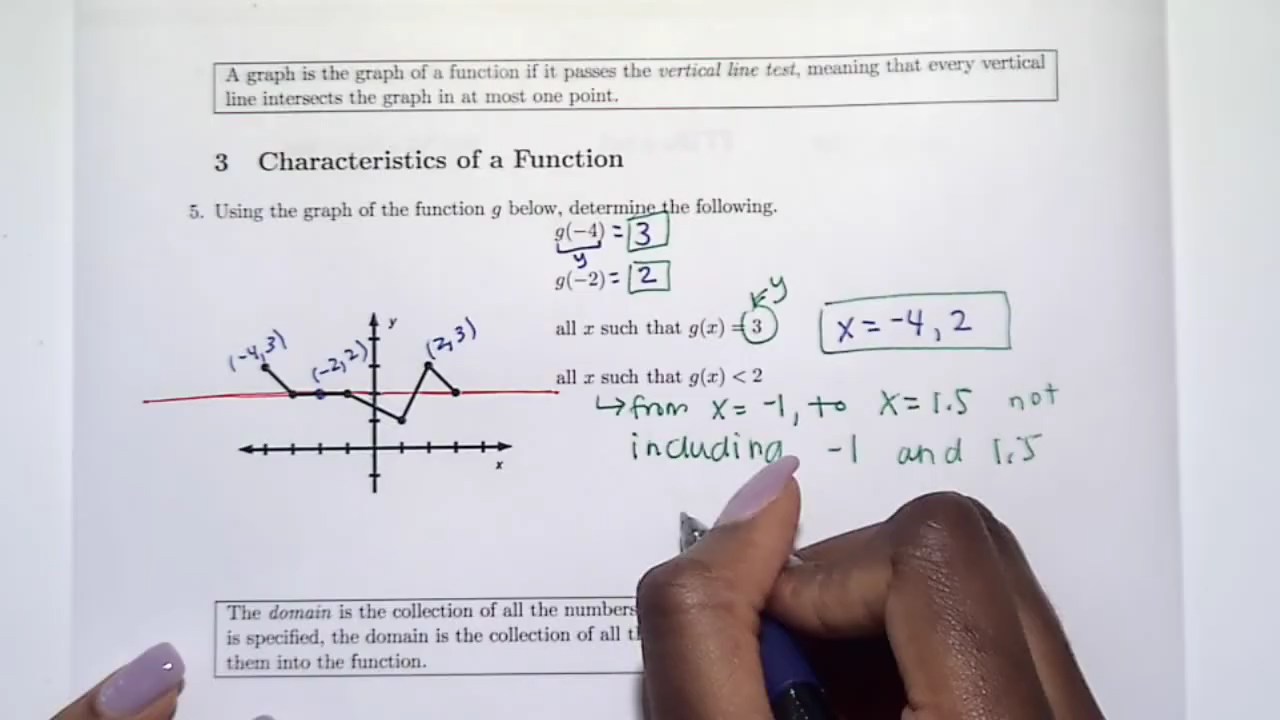 A graph is the graph of a function if it passes the vertical line test, meaning that every vertical
line intersects the graph in at most one point.
3 Characteristics of a Function
5. Using the graph of the function g below, determine the following.
g(−4) = 3
y
g(−2) = 2
y
all x such that g(x) = 3
x = -4, 2
all x such that g(x) < 2
↳ from x = -1, to x = 1.5 not
including -1 and 1.5
y
(-4,3)
(-2,2)
(2,3)
x
The domain is the collection of all the numbers
is specified, the domain is the collection of all
them into the function.